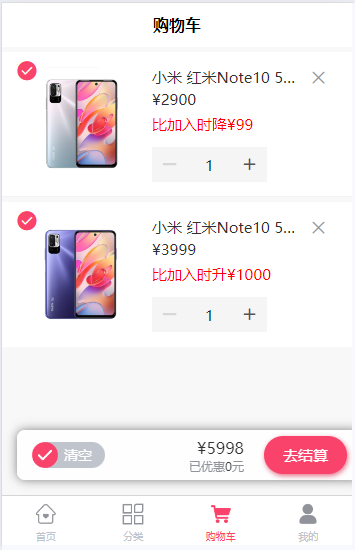 购物车
小米 红米Note10 5...
¥2900
比加入时降¥99
1
小米 红米Note10 5...
¥3999
比加入时升¥1000
1
清空
¥5998
已优惠0元
去结算
首页
分类
购物车
我的